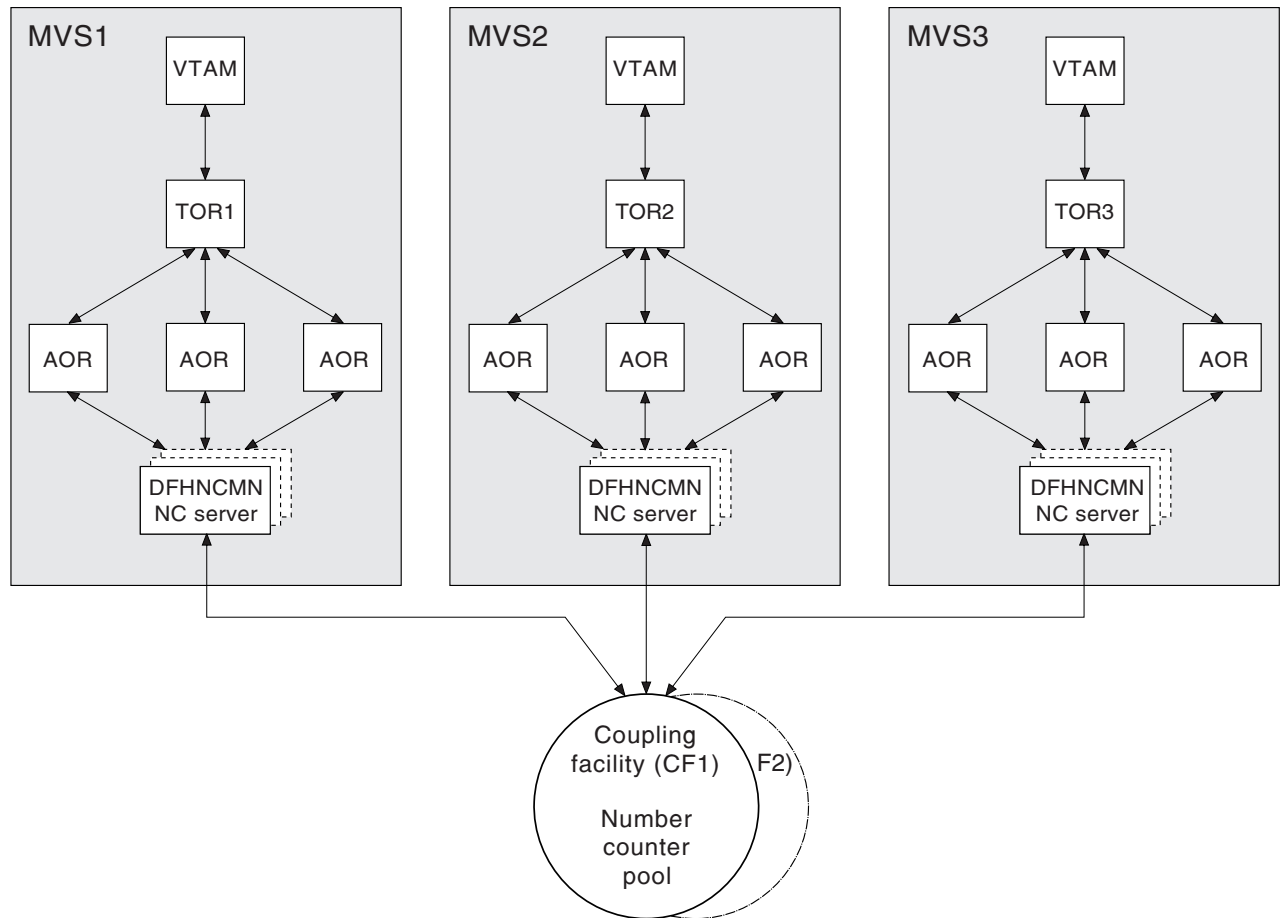 MVS1
MVS2
MVS3
VTAM
VTAM
VTAM
TOR1
TOR2
TOR3
AOR
AOR
AOR
AOR
AOR
AOR
AOR
AOR
AOR
DFHNCMN
NC server
DFHNCMN
NC server
DFHNCMN
NC server
Coupling
facility (CF1)
F2)
Number
counter
pool